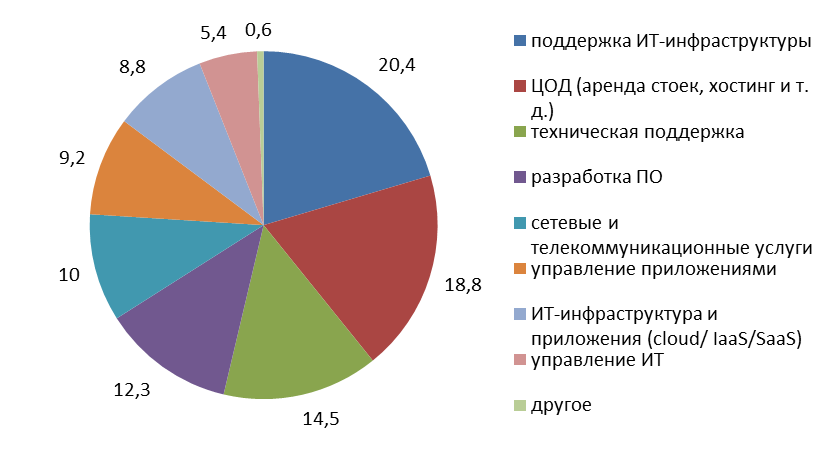 5,4
0,6
8,8
20,4
9,2
10
18,8
12,3
14,5
поддержка ИТ-инфраструктуры
ЦОД (аренда стоек, хостинг и т.
д.)
техническая поддержка
разработка ПО
сетевые и
телекоммуникационные услуги
управление приложениями
ИТ-инфраструктура и
приложения (cloud/ IaaS/SaaS)
управление ИТ
другое